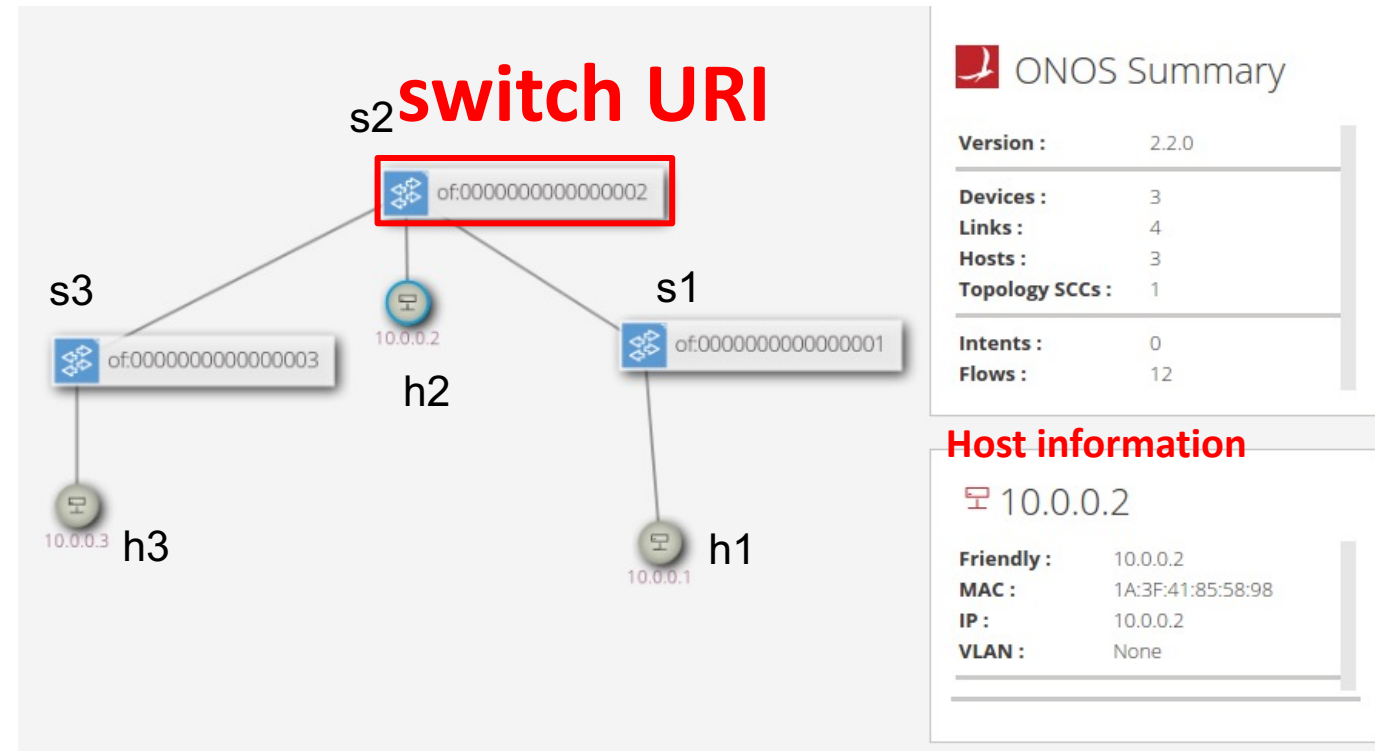 switch URI
s2
of:0000000000000002
10.0.0.2
h2
s3
of:0000000000000003
10.0.0.3
h3
s1
of:0000000000000001
10.0.0.1
h1
ONOS Summary
Version : 2.2.0
Devices : 3
Links : 4
Hosts : 3
Topology SCCs : 1
Intents : 0
Flows : 12
Host information
10.0.0.2
Friendly : 10.0.0.2
MAC : 1A:3F:41:85:58:98
IP : 10.0.0.2
VLAN : None